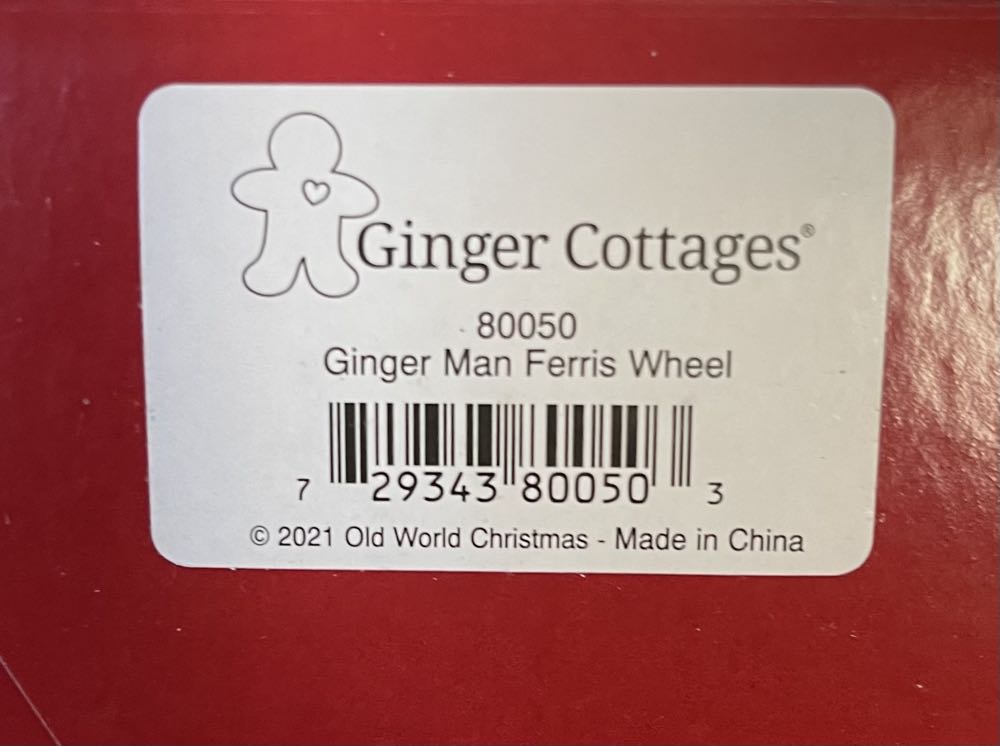 Ginger Cottages®
80050
Ginger Man Ferris Wheel
7 29343 80050 3
© 2021 Old World Christmas - Made in China